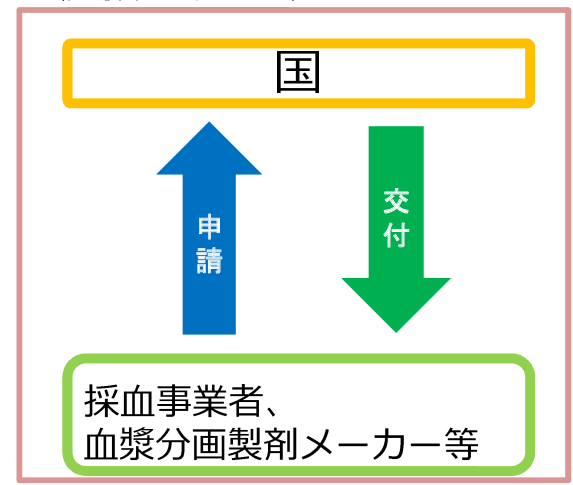 国
申請
交付
採血事業者、
血漿分画製剤メーカー等